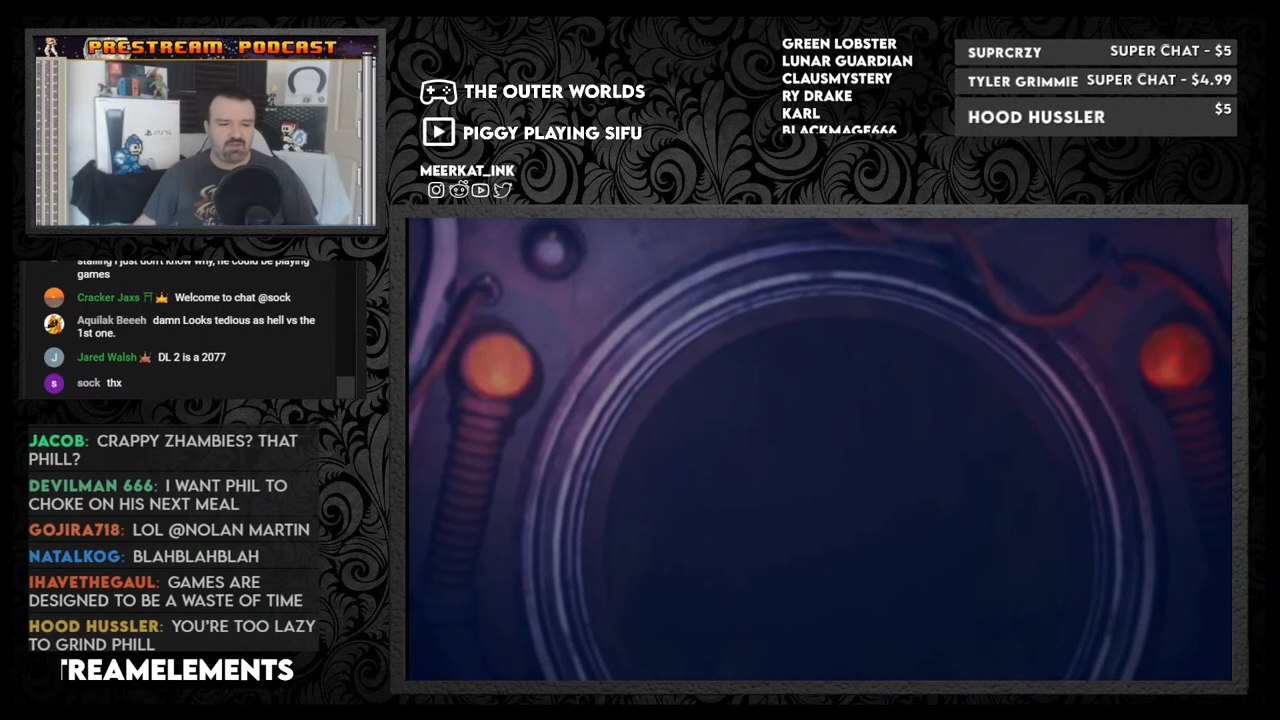 PRESTREAM PODCAST
THE OUTER WORLDS
PIGGY PLAYING SIFU
MEERKAT_INK
GREEN LOBSTER
LUNAR GUARDIAN
CLAUSMYSTERY
RY DRAKE
KARL
BLACKMAGE666
SUPRCRZY SUPER CHAT - $5
TYLER GRIMMIE SUPER CHAT - $4.99
HOOD HUSSLER $5
stalling I just don't know why, he could be playing
games
Cracker Jaxs Welcome to chat @sock
Aquilak Beeeh damn Looks tedious as hell vs the
1st one.
Jared Walsh DL 2 is a 2077
s sock thx
JACOB: CRAPPY ZHAMBIES? THAT
PHILL?
DEVILMAN 666: I WANT PHIL TO
CHOKE ON HIS NEXT MEAL
GOJIRA718: LOL @NOLAN MARTIN
NATALKOG: BLAHBLAHBLAH
IHAVETHEGAUL: GAMES ARE
DESIGNED TO BE A WASTE OF TIME
HOOD HUSSLER: YOU'RE TOO LAZY
TO GRIND PHILL
TREAMELEMENTS